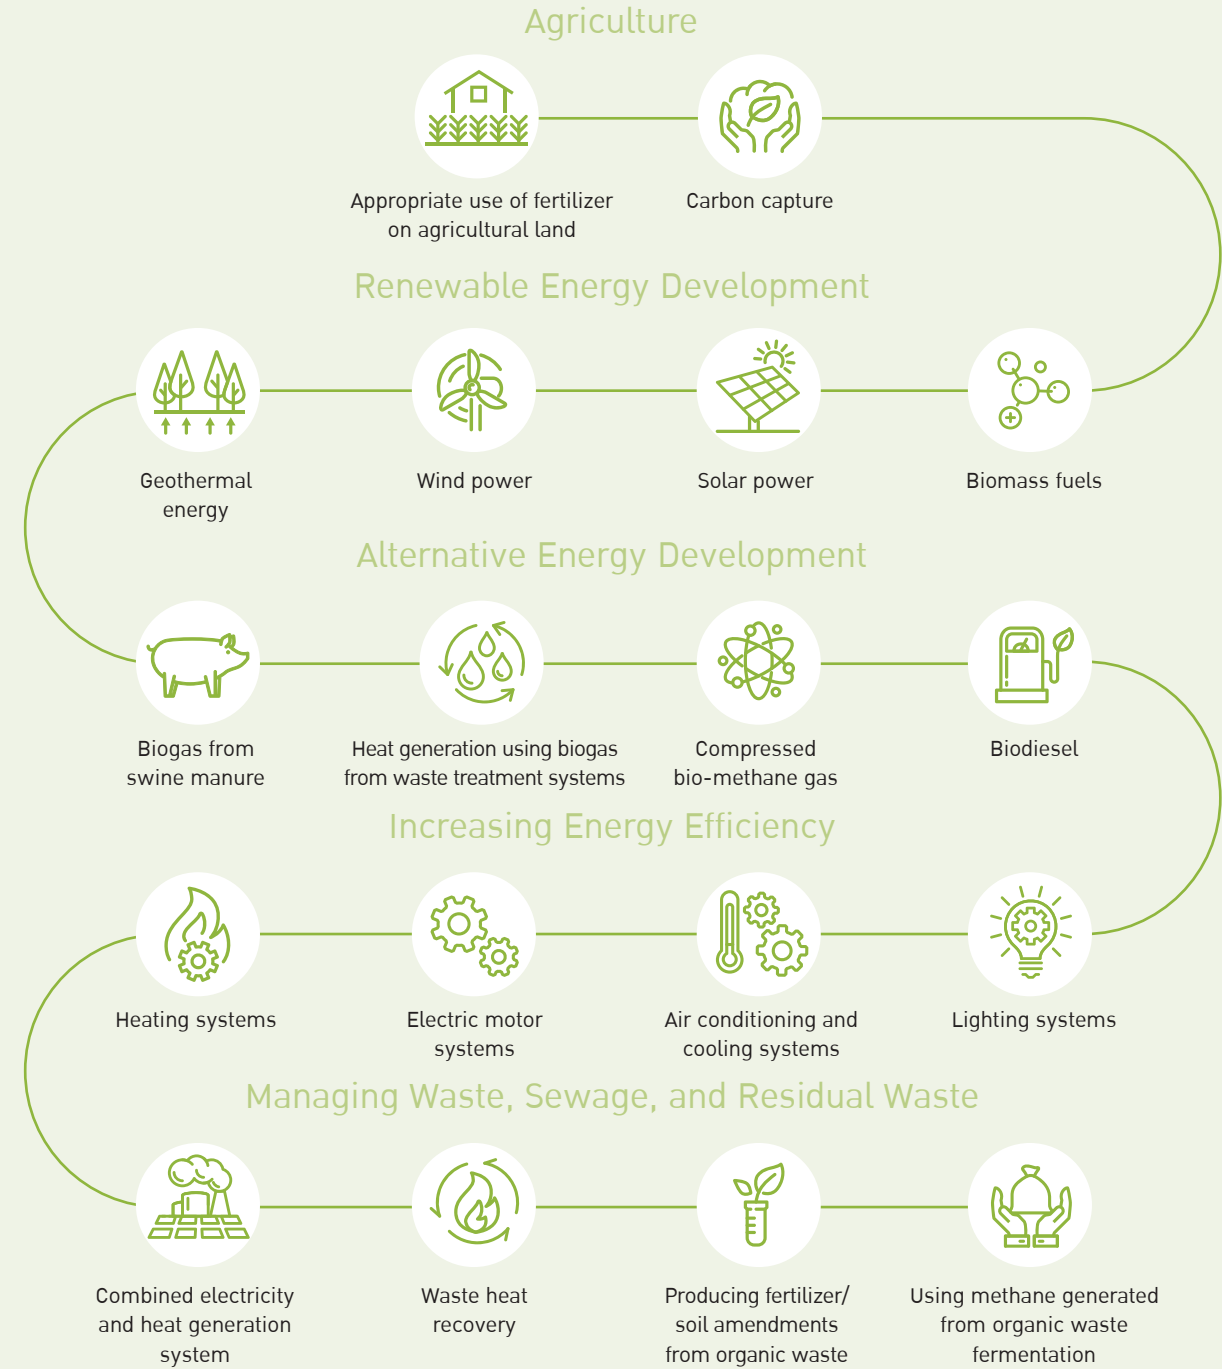 Agriculture
Appropriate use of fertilizer
on agricultural land
Carbon capture
Renewable Energy Development
Geothermal
energy
Wind power
Solar power
Biomass fuels
Alternative Energy Development
Biogas from
swine manure
Heat generation using biogas
from waste treatment systems
Compressed
bio-methane gas
Biodiesel
Increasing Energy Efficiency
Heating systems
Electric motor
systems
Air conditioning and
cooling systems
Lighting systems
Managing Waste, Sewage, and Residual Waste
Combined electricity
and heat generation
system
Waste heat
recovery
Producing fertilizer/
soil amendments
from organic waste
Using methane generated
from organic waste
fermentation